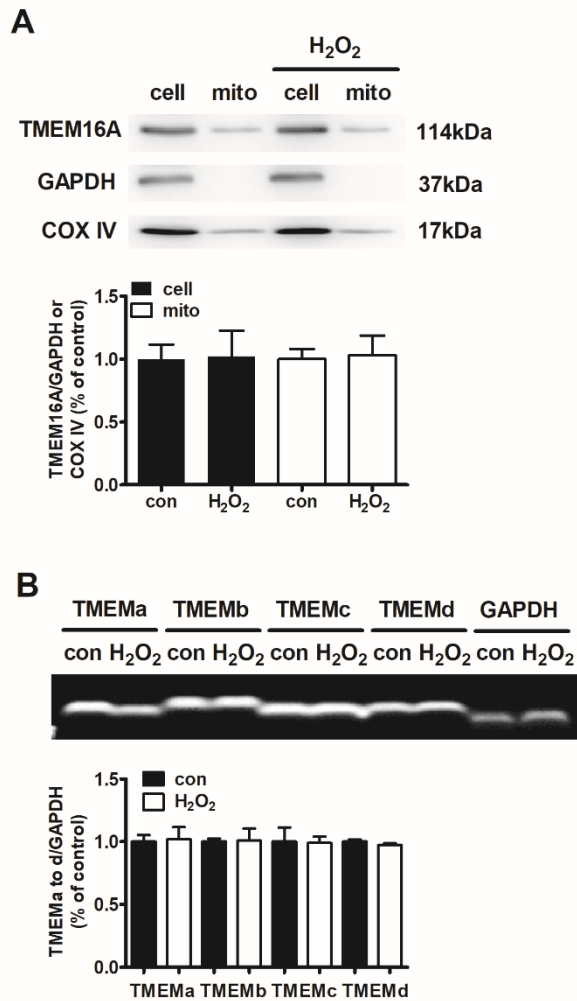 A
H₂O₂
cell mito cell mito
TMEM16A 114kDa
GAPDH 37kDa
COX IV 17kDa
TMEM16A/GAPDH or
COX IV (% of control)
1.5
1.0
0.5
0.0
cell
mito
con H₂O₂ con H₂O₂
B
TMEMa TMEMb TMEMc TMEMd GAPDH
con H₂O₂ con H₂O₂ con H₂O₂ con H₂O₂ con H₂O₂
TMEMa to d/GAPDH
(% of control)
1.5
1.0
0.5
0.0
con
H₂O₂
TMEMa TMEMb TMEMc TMEMd